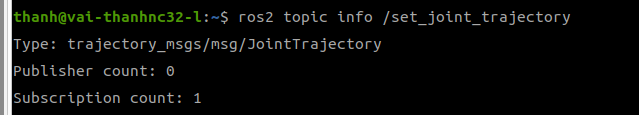 thanh@vai-thanhnc32-l:~$ ros2 topic info /set_joint_trajectory
Type: trajectory_msgs/msg/JointTrajectory
Publisher count: 0
Subscription count: 1